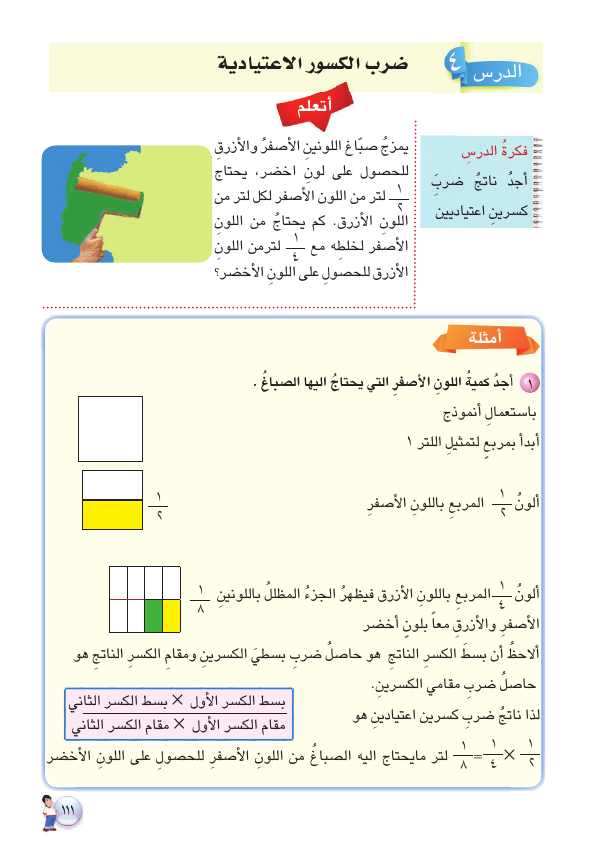 الدرس ٤
ضرب الكسور الاعتيادية
أتعلم
فكرةُ الدرسِ
أجدُ ناتجُ ضربَ
كسرينِ اعتياديين
يمزجُ صبّاغ اللونينِ الأصفرُ والأزرقِ
للحصول على لونِ اخضر، يحتاج
١/٢ لتر من اللون الأصفر لكل لتر من
اللونِ الأزرق. كم يحتاجُ من اللونِ
الأصفر لخلطِه مع ١/٤ لترمن اللونِ
الأزرق للحصولِ على اللونِ الأخضر؟
أمثلة
١ أجدُ كميةُ اللونِ الأصفرِ التي يحتاجُ اليها الصباغُ .
باستعمالِ أنموذج
أبدأ بمربعٍ لتمثيلِ اللتر ١
ألونُ ١/٢ المربعِ باللونِ الأصفرِ
١/٢
ألونُ ١/٤ المربعِ باللونِ الأزرق فيظهرُ الجزءُ المظللُ باللونينِ ١/٨
الأصفرِ والأزرقِ معاً بلونٍ أخضر
ألاحظُ أن بسطَ الكسرِ الناتجِ هو حاصلُ ضربِ بسطيَ الكسرينِ ومقامِ الكسرِ الناتجِ هو
حاصلُ ضربِ مقامي الكسرينِ.
لذا ناتجُ ضربِ كسرين اعتيادينِ هو
بسط الكسر الأول × بسط الكسر الثاني
مقام الكسر الأول × مقام الكسر الثاني
١/٢ × ١/٤ = ١/٨ لتر مايحتاج اليه الصباغُ من اللونِ الأصفرِ للحصولِ على اللونِ الأخضر
١١١